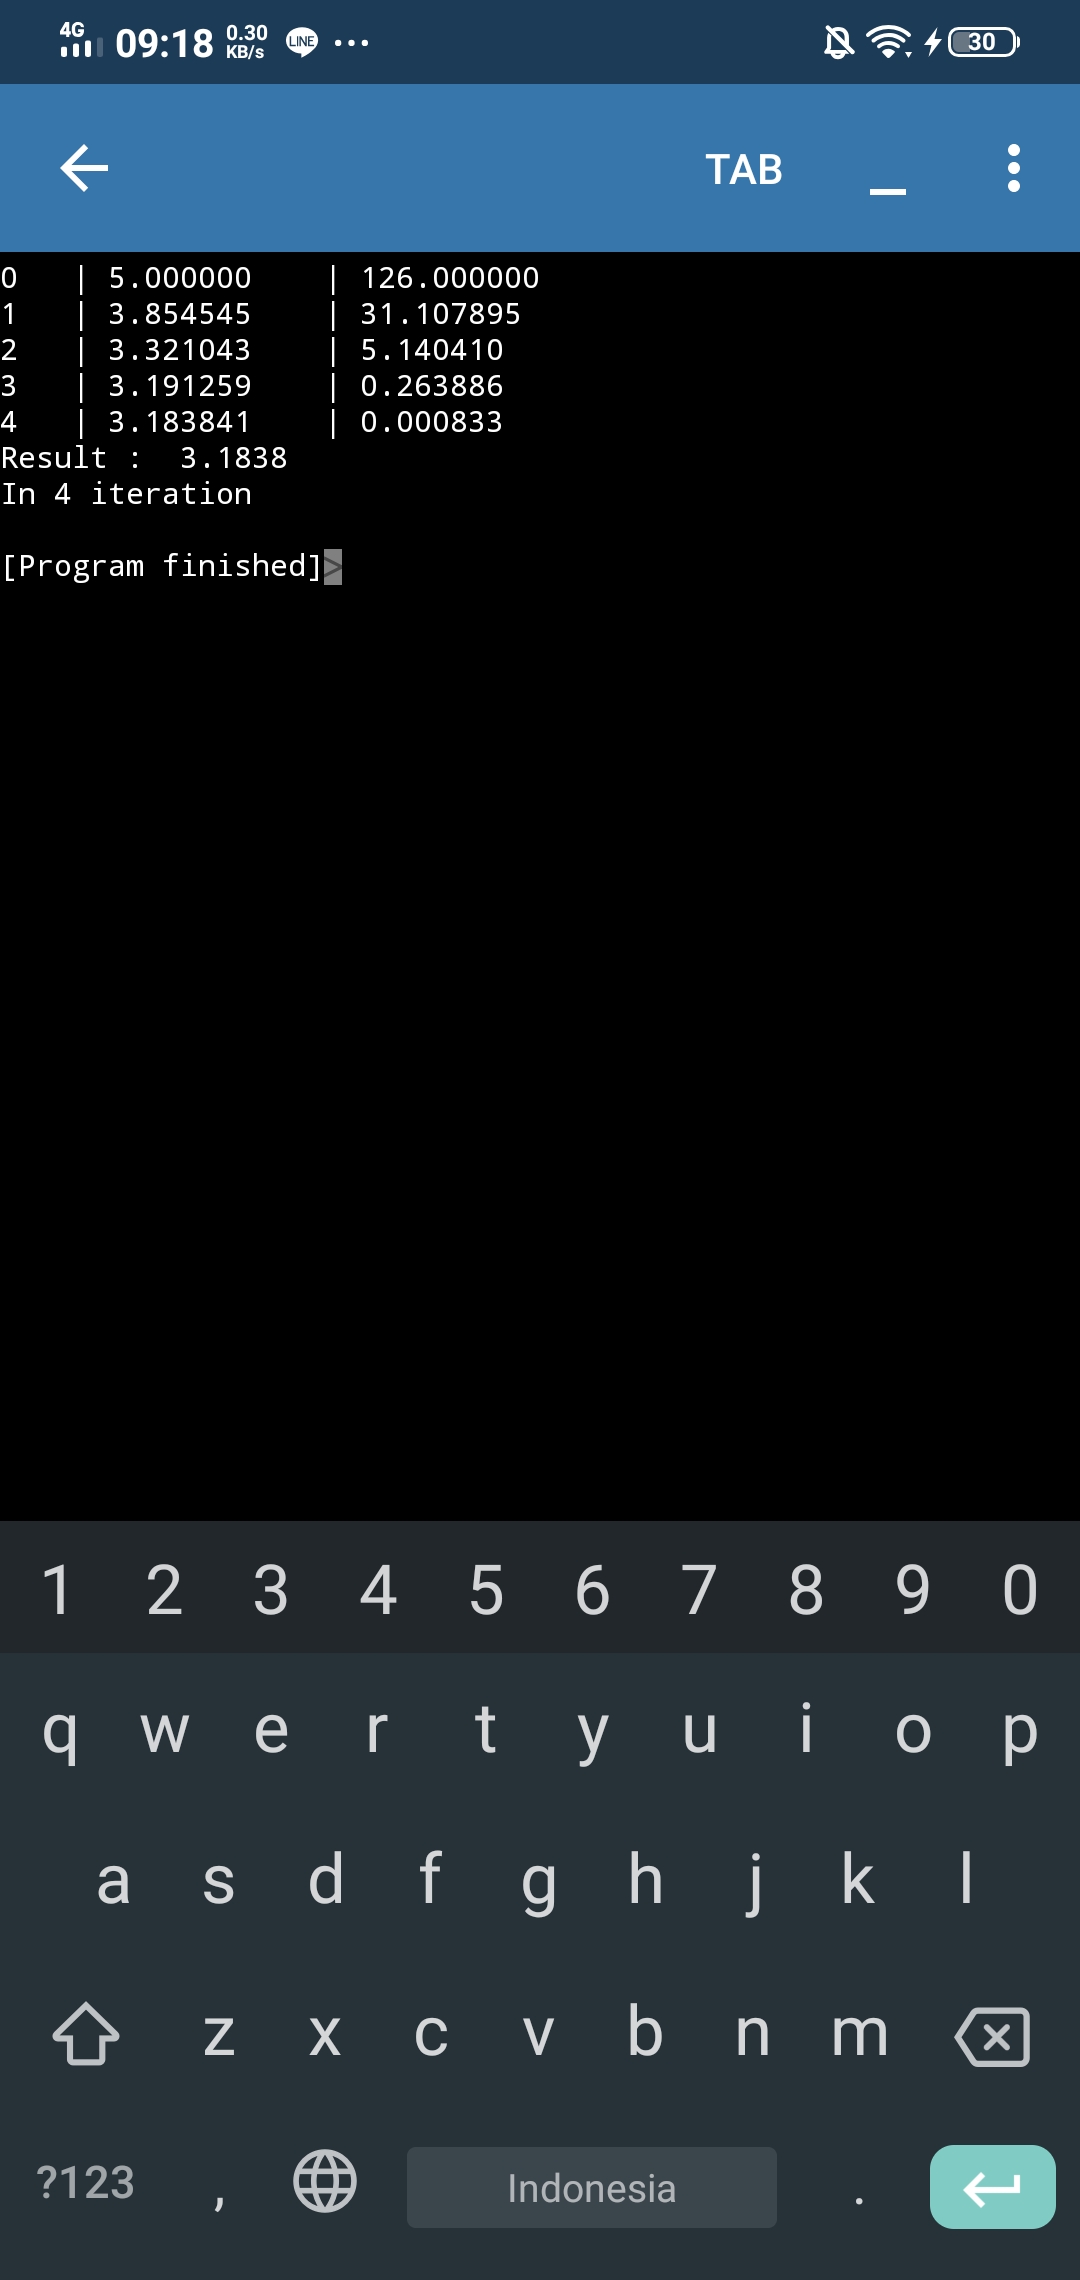 4G 09:18 0.30 KB/s LINE ... 30
TAB _
0 | 5.000000 | 126.000000
1 | 3.854545 | 31.107895
2 | 3.321043 | 5.140410
3 | 3.191259 | 0.263886
4 | 3.183841 | 0.000833
Result :  3.1838
In 4 iteration
[Program finished]>
1 2 3 4 5 6 7 8 9 0
q w e r t y u i o p
a s d f g h j k l
z x c v b n m
?123 , Indonesia .